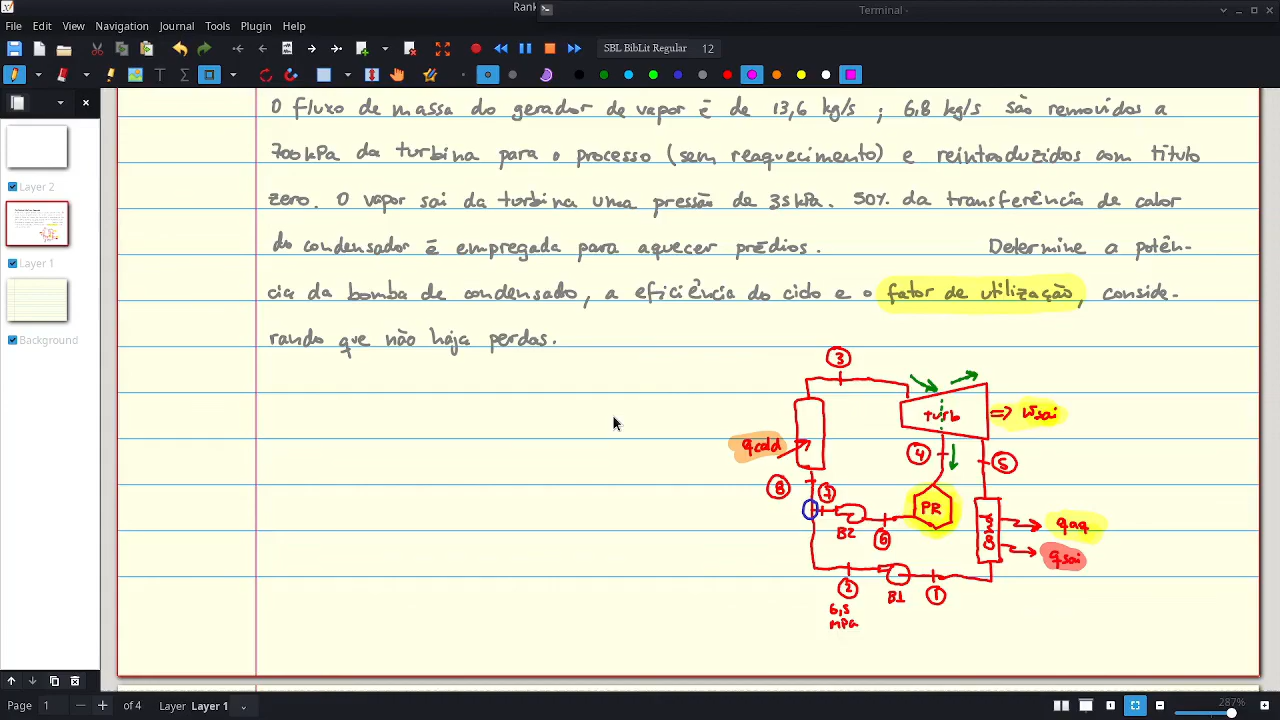 Rank
Terminal -
File Edit View Navigation Journal Tools Plugin Help
SBL BibLit Regular 12
O fluxo de massa do gerador de vapor é de 13,6 kg/s ; 6,8 kg/s são removidos a
700kPa da turbina para o processo (sem reaquecimento) e reintroduzidos com título
zero. O vapor sai da turbina uma pressão de 35kPa. 50% da transferência de calor
do condensador é empregada para aquecer prédios. Determine a potên-
cia da bomba de condensado, a eficiência do ciclo e o fator de utilização, conside-
rando que não haja perdas.
3
turb => Wsai
qcald
4
5
8
7
PR
B2
6
Cond
qaq
qsai
2
B1
1
6,5
MPa
Layer 2
Layer 1
Background
Page 1 of 4 Layer Layer 1
287%